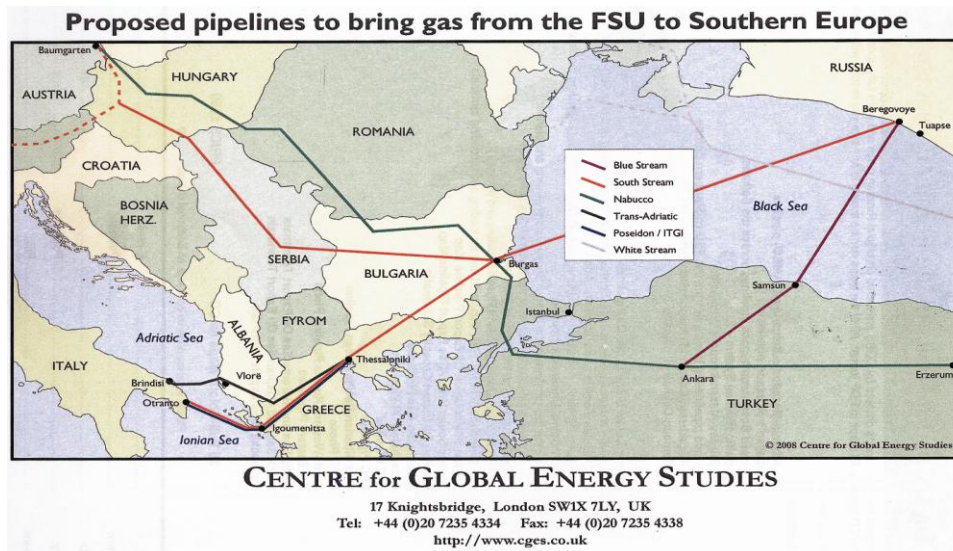 Proposed pipelines to bring gas from the FSU to Southern Europe
Baumgarten
HUNGARY
RUSSIA
AUSTRIA
ROMANIA
Beregovoye
Tuapse
CROATIA
Blue Stream
South Stream
Nabucco
Trans-Adriatic
Poseidon / ITGI
White Stream
BOSNIA
HERZ.
Black Sea
SERBIA
BULGARIA
Burgas
Samsun
Istanbul
FYROM
ALBANIA
Adriatic Sea
ITALY
Thessaloniki
Vlorë
Brindisi
Ankara
Erzerum
Otranto
GREECE
TURKEY
Igoumenitsa
Ionian Sea
© 2008 Centre for Global Energy Studies
CENTRE for GLOBAL ENERGY STUDIES
17 Knightsbridge, London SW1X 7LY, UK
Tel: +44 (0)20 7235 4334 Fax: +44 (0)20 7235 4338
http://www.cges.co.uk